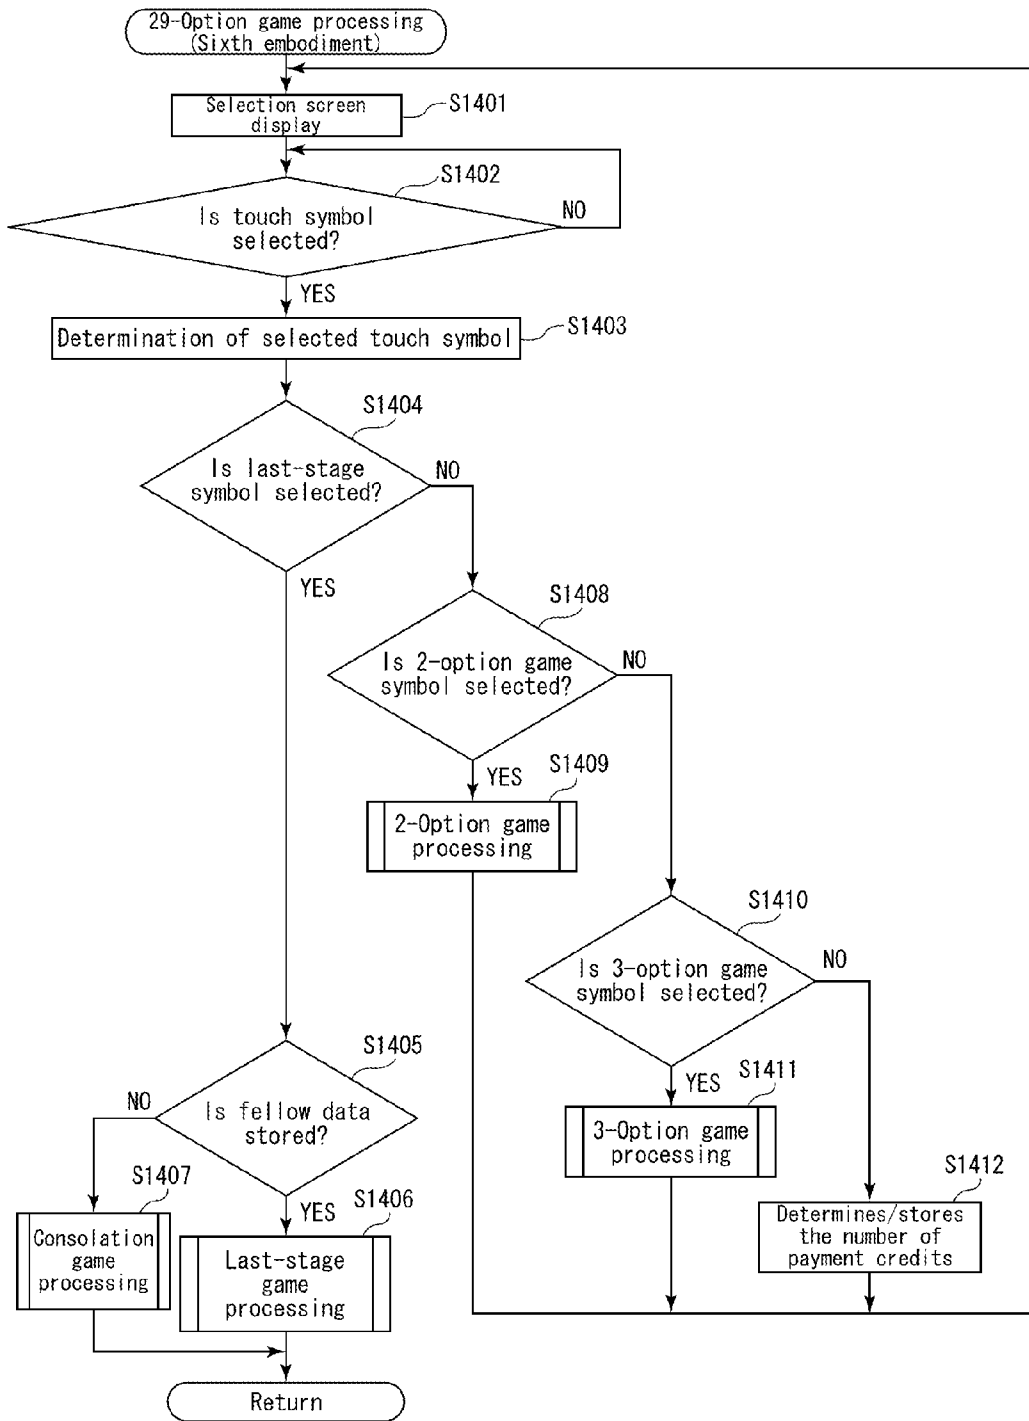 29-Option game processing
(Sixth embodiment)
Selection screen
display
S1401
S1402
Is touch symbol
selected?
NO
YES
Determination of selected touch symbol
S1403
S1404
Is last-stage
symbol selected?
NO
YES
S1408
Is 2-option game
symbol selected?
NO
YES
S1409
2-Option game
processing
S1410
Is 3-option game
symbol selected?
NO
YES
S1411
3-Option game
processing
S1412
Determines/stores
the number of
payment credits
S1405
Is fellow data
stored?
NO
YES
S1407
Consolation
game
processing
S1406
Last-stage
game
processing
Return